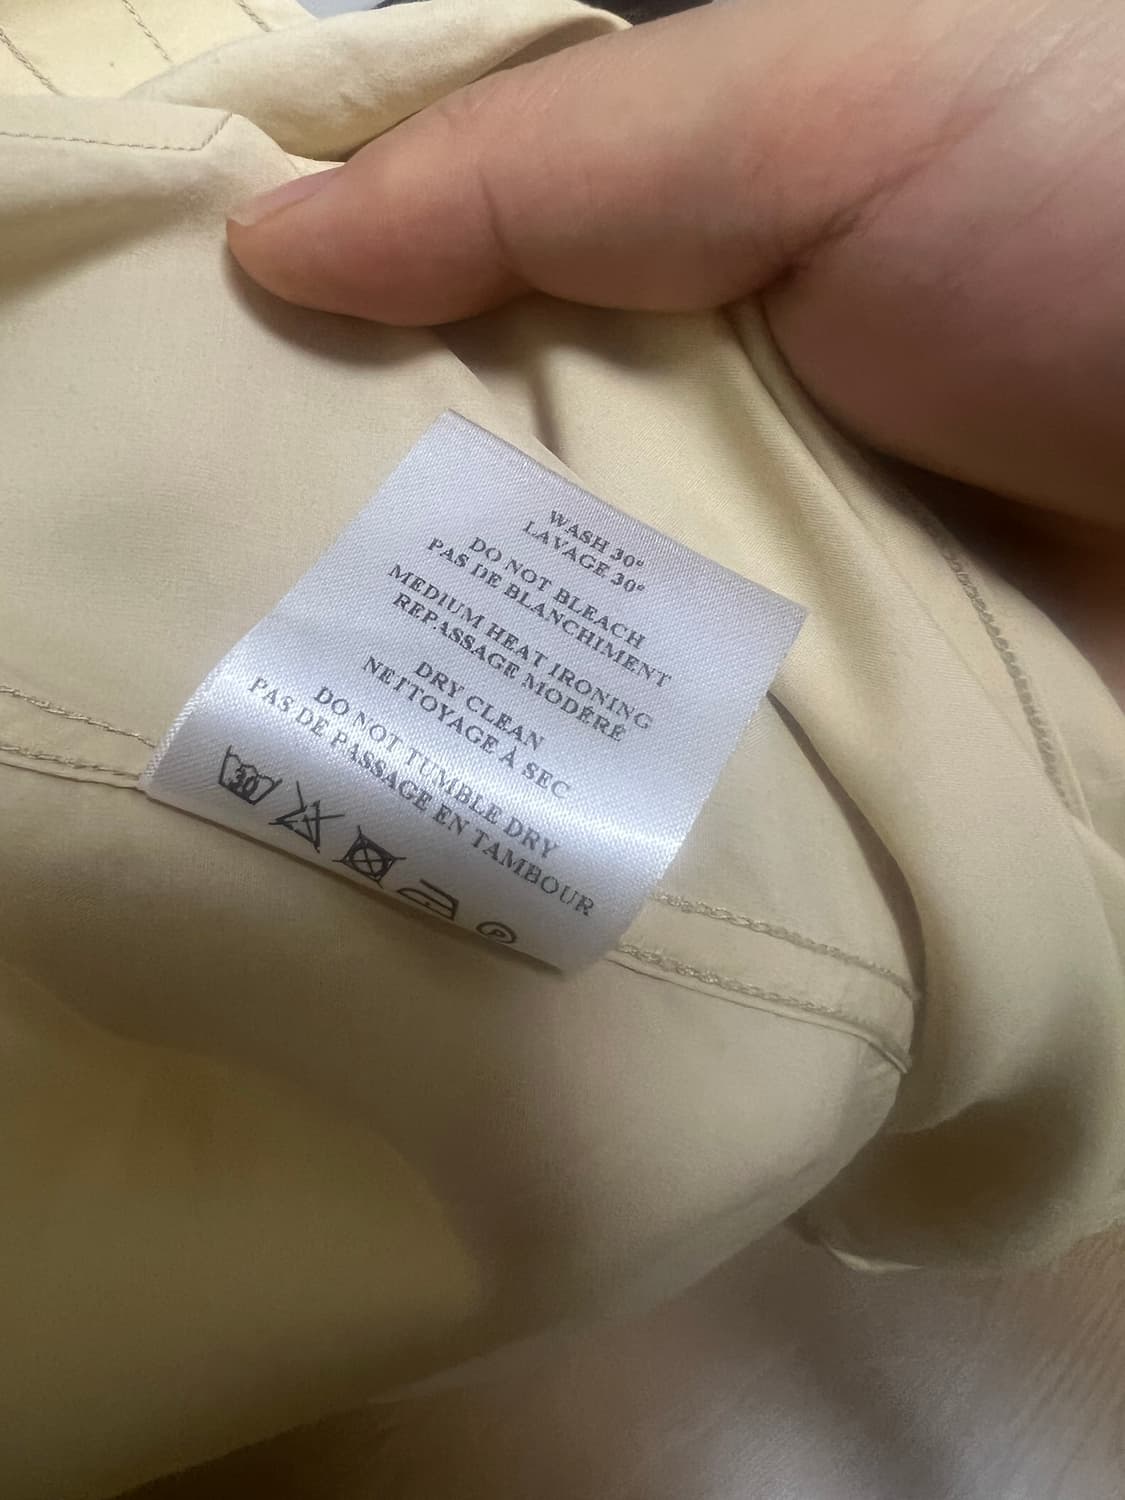 WASH 30°
LAVAGE 30°
DO NOT BLEACH
PAS DE BLANCHIMENT
MEDIUM HEAT IRONING
REPASSAGE MODÉRÉ
DRY CLEAN
NETTOYAGE À SEC
DO NOT TUMBLE DRY
PAS DE PASSAGE EN TAMBOUR
30 P